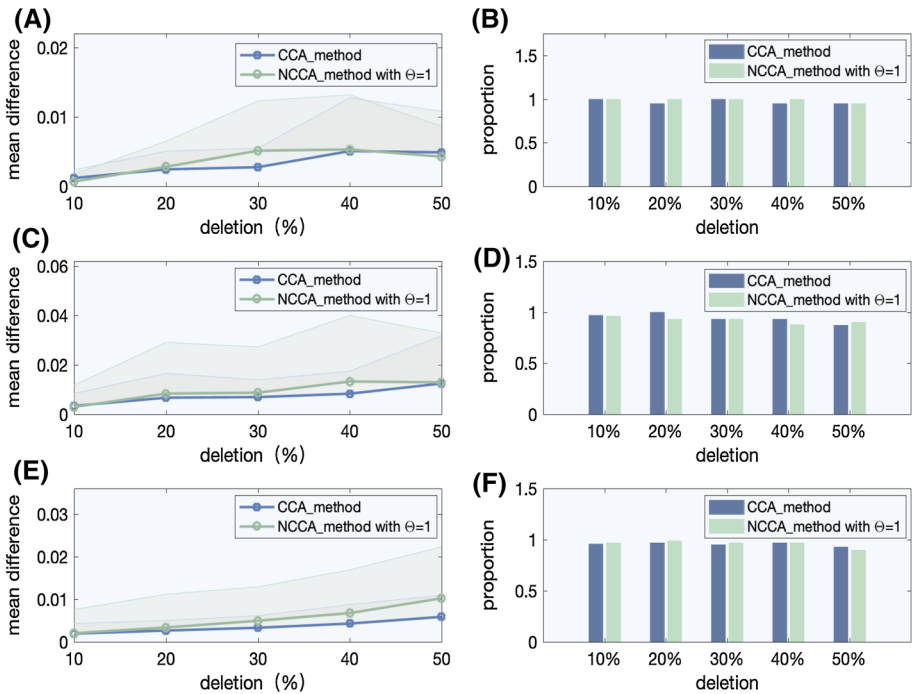 (A)
0.02
0.01
0
mean difference
CCA_method
NCCA_method with Θ=1
10 20 30 40 50
deletion (%)
(B)
1.5
1
0.5
0
proportion
CCA_method
NCCA_method with Θ=1
10% 20% 30% 40% 50%
deletion
(C)
0.06
0.04
0.02
0
mean difference
CCA_method
NCCA_method with Θ=1
10 20 30 40 50
deletion (%)
(D)
1.5
1
0.5
0
proportion
CCA_method
NCCA_method with Θ=1
10% 20% 30% 40% 50%
deletion
(E)
0.03
0.02
0.01
0
mean difference
CCA_method
NCCA_method with Θ=1
10 20 30 40 50
deletion (%)
(F)
1.5
1
0.5
0
proportion
CCA_method
NCCA_method with Θ=1
10% 20% 30% 40% 50%
deletion